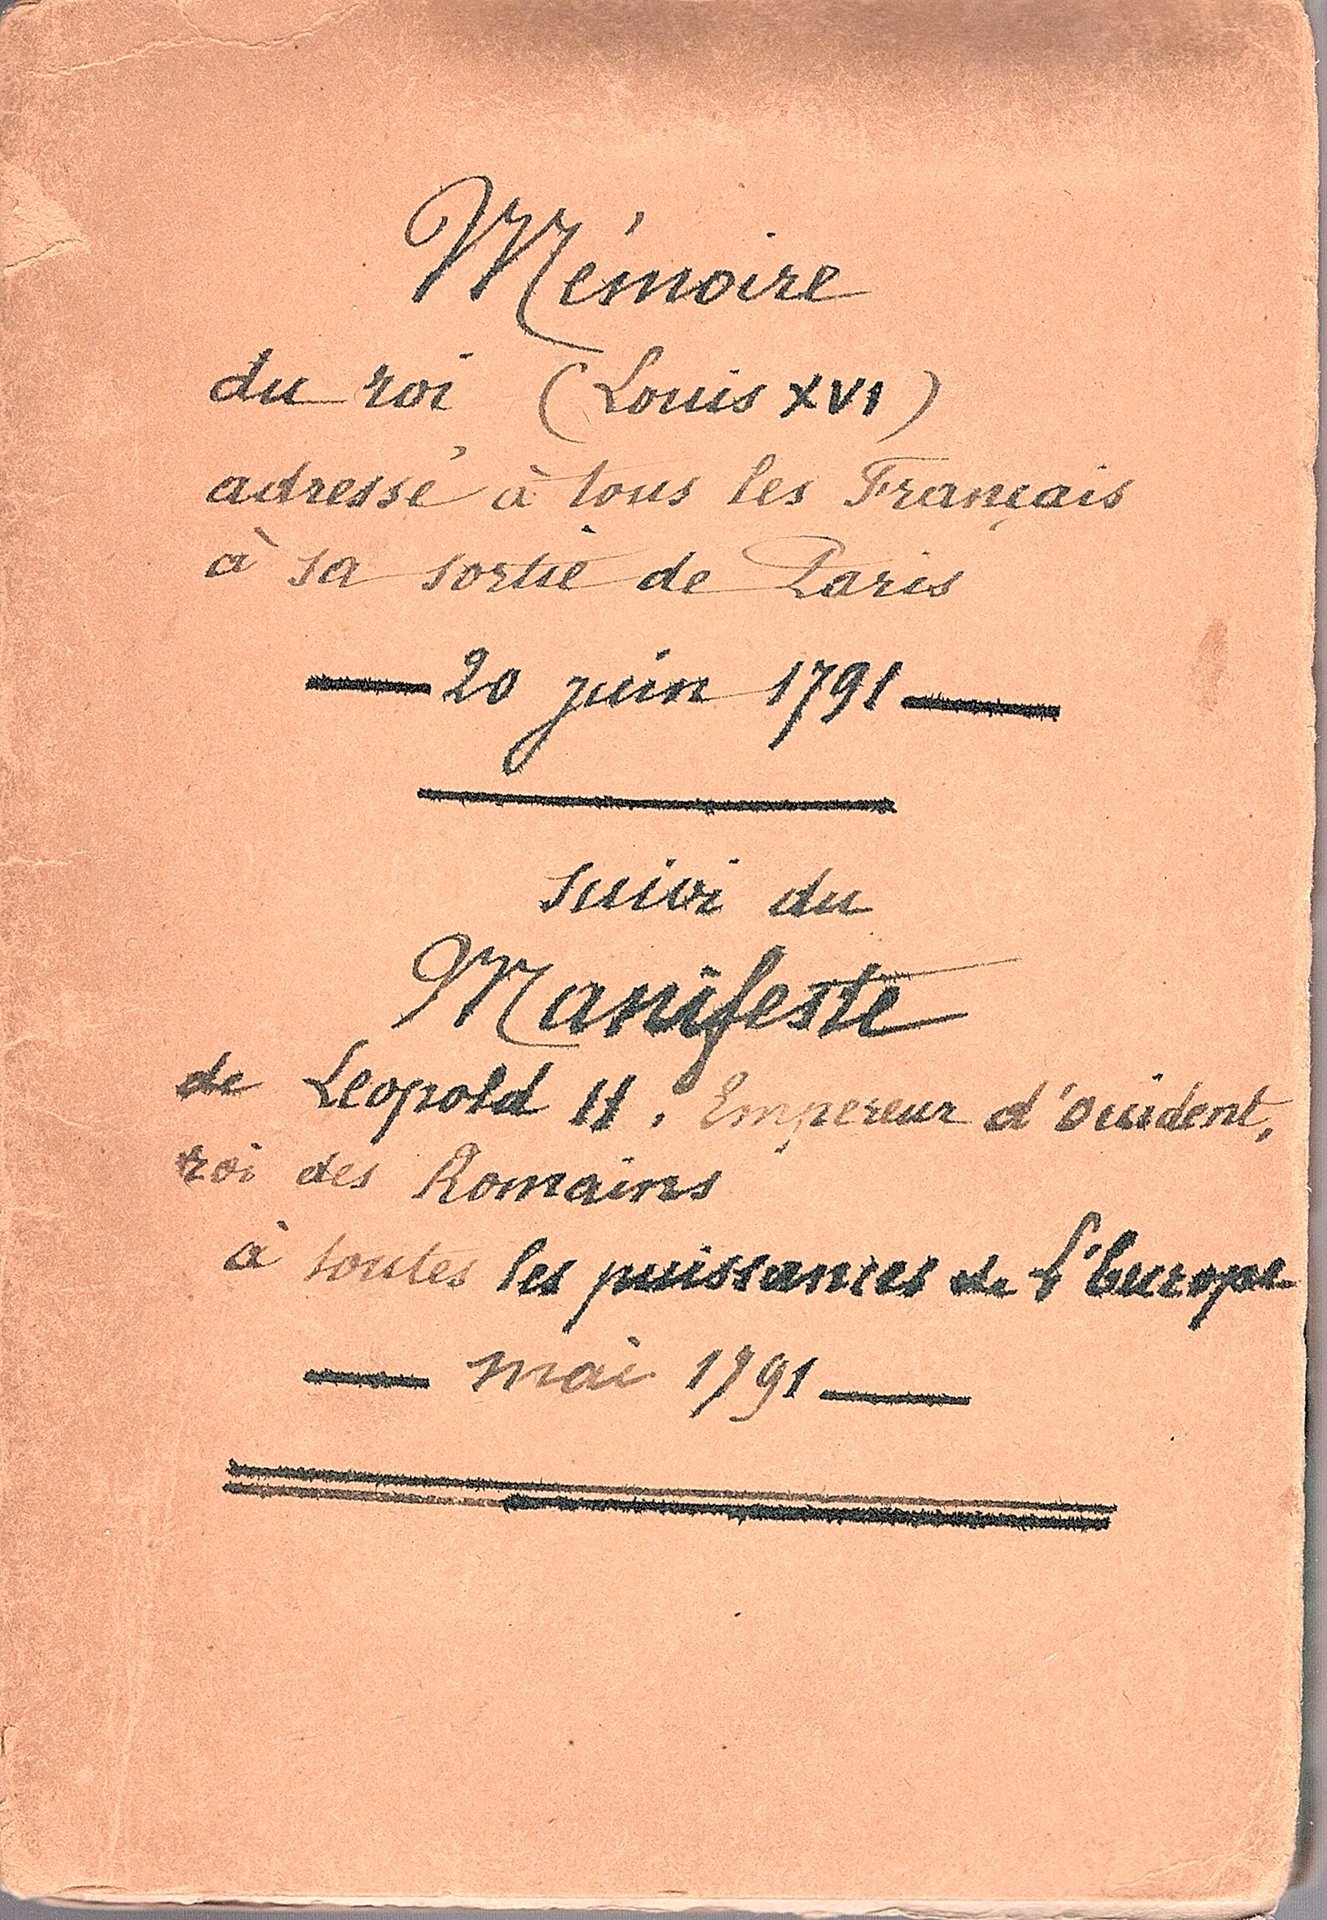 Mémoire
du roi (Louis XVI)
adressé à tous les Français
à sa sortie de Paris
— 20 juin 1791 —
suivi du
Manifeste
de Leopold II, Empereur d'occident,
roi des Romains
à toutes les puissances de l'Europe
— mai 1791 —